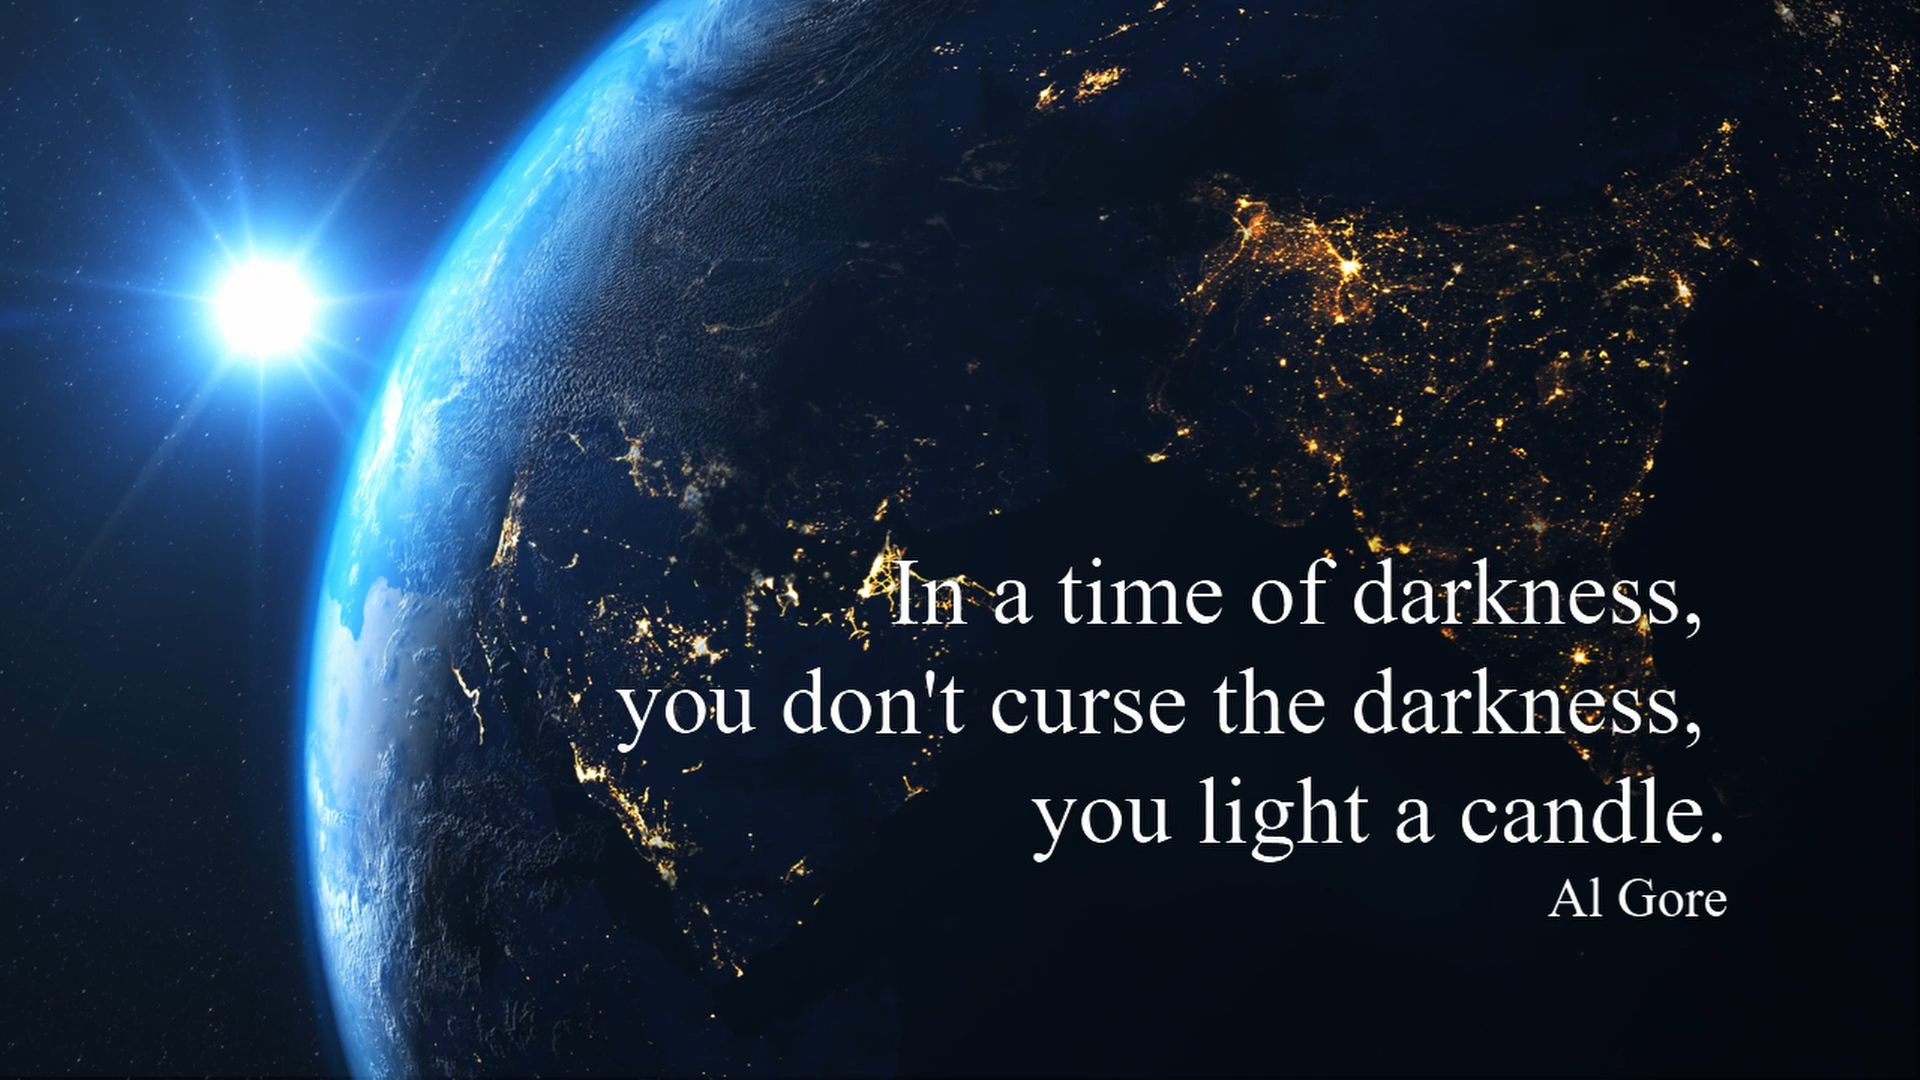 In a time of darkness,
you don't curse the darkness,
you light a candle.
Al Gore